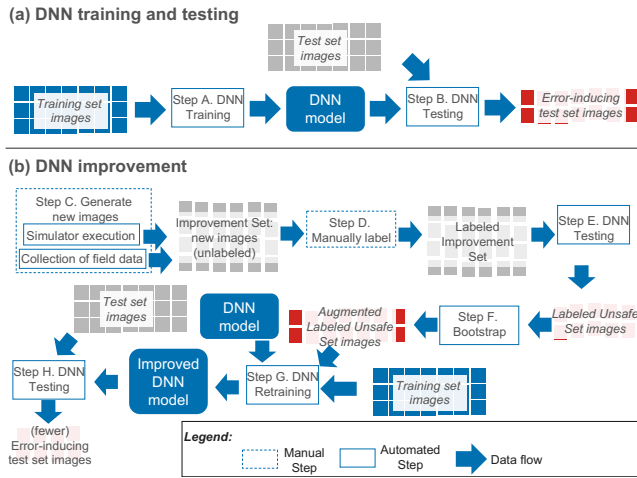 (a) DNN training and testing
Test set
images
Training set
images
Step A. DNN
Training
DNN
model
Step B. DNN
Testing
Error-inducing
test set images
(b) DNN improvement
Step C. Generate
new images
Simulator execution
Collection of field data
Improvement Set:
new images
(unlabeled)
Step D.
Manually label
Labeled
Improvement
Set
Step E. DNN
Testing
Test set
images
DNN
model
Augmented
Labeled Unsafe
Set images
Step F.
Bootstrap
Labeled Unsafe
Set images
Step H. DNN
Testing
Improved DNN
model
Step G. DNN
Retraining
Training set
images
(fewer)
Error-inducing
test set images
Legend:
Manual
Step
Automated
Step
Data flow